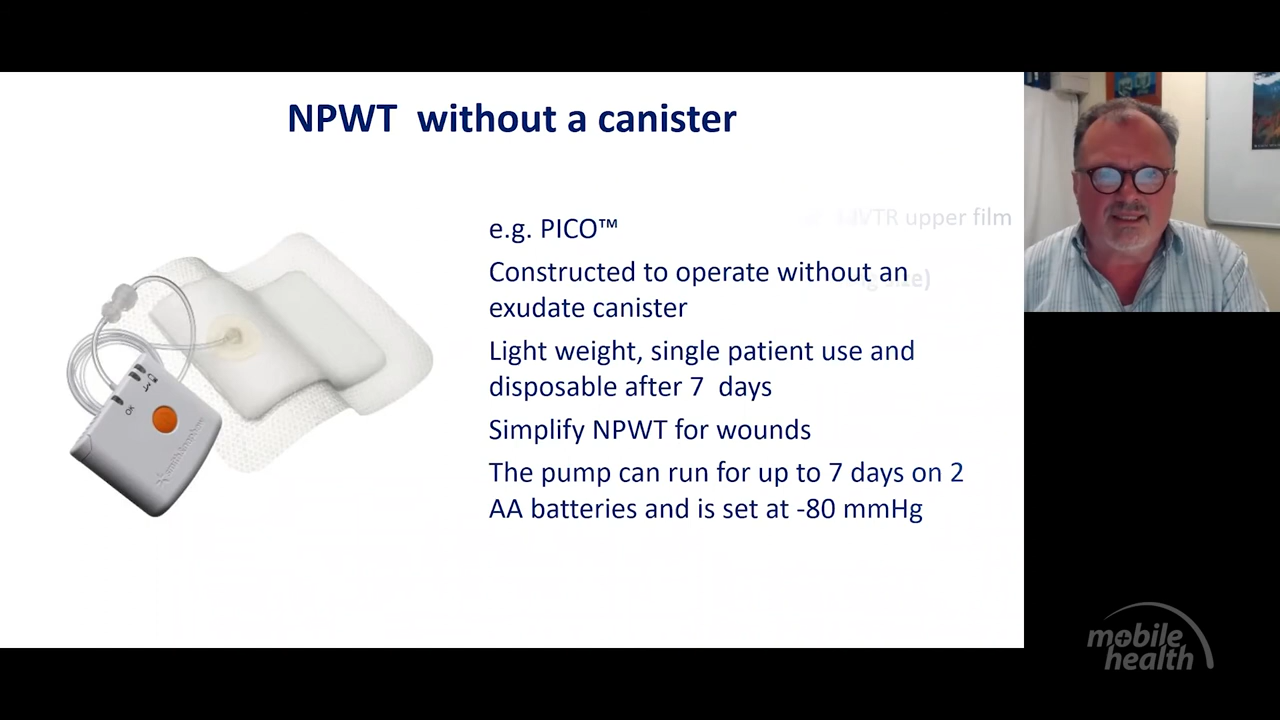 NPWT without a canister
e.g. PICO™
MVTR upper film
Constructed to operate without an
exudate canister
Light weight, single patient use and
disposable after 7 days
Simplify NPWT for wounds
The pump can run for up to 7 days on 2
AA batteries and is set at -80 mmHg
OK
mobile
health